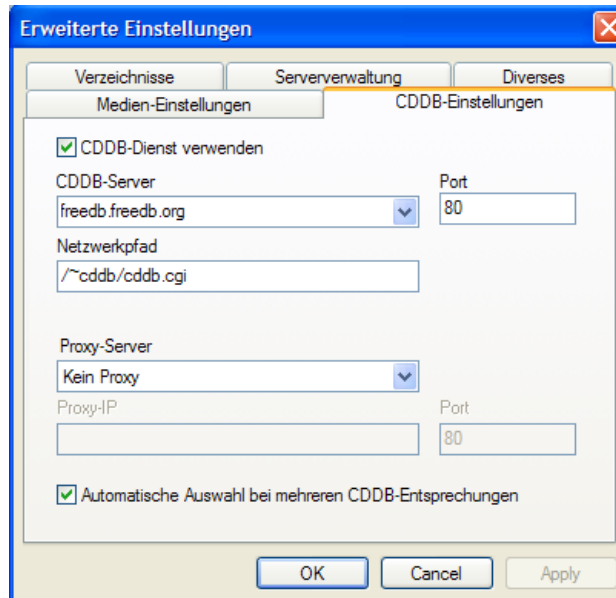 Erweiterte Einstellungen
Verzeichnisse Serververwaltung Diverses
Medien-Einstellungen CDDB-Einstellungen
CDDB-Dienst verwenden
CDDB-Server Port
freedb.freedb.org 80
Netzwerkpfad
/~cddb/cddb.cgi
Proxy-Server
Kein Proxy
Proxy-IP Port
80
Automatische Auswahl bei mehreren CDDB-Entsprechungen
OK Cancel Apply